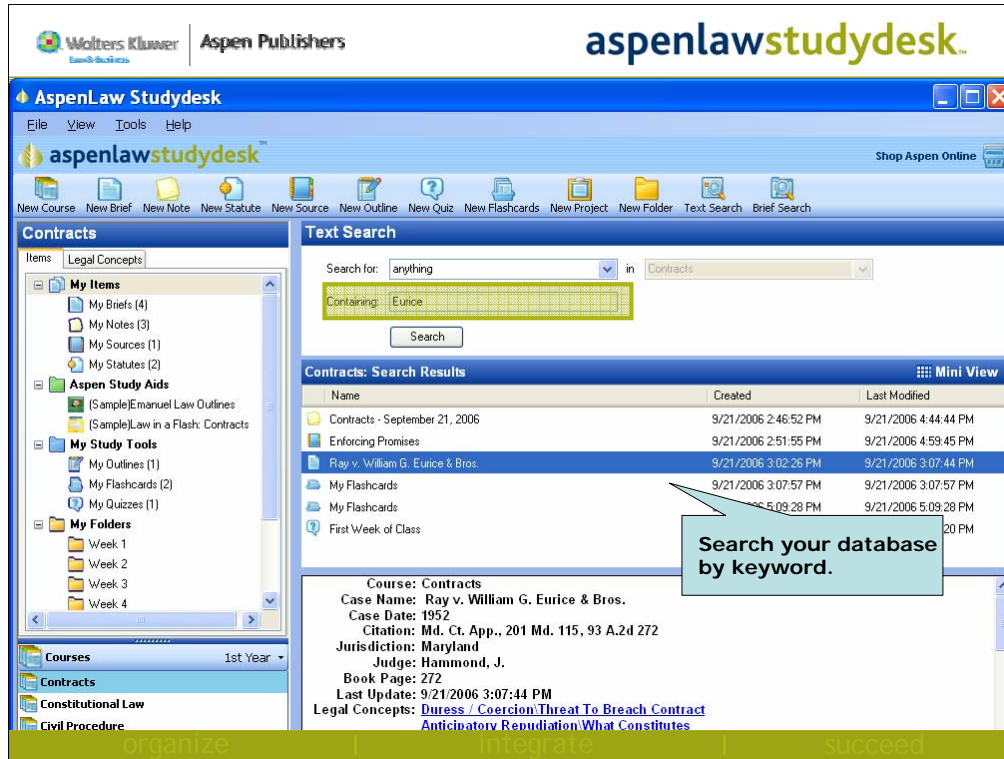 Wolters Kluwer
Law & Business
Aspen Publishers
aspenlawstudydesk™
AspenLaw Studydesk
File View Tools Help
aspenlawstudydesk™
Shop Aspen Online
New Course New Brief New Note New Statute New Source New Outline New Quiz New Flashcards New Project New Folder Text Search Brief Search
Contracts
Items Legal Concepts
My Items
My Briefs (4)
My Notes (3)
My Sources (1)
My Statutes (2)
Aspen Study Aids
(Sample)Emanuel Law Outlines
(Sample)Law in a Flash: Contracts
My Study Tools
My Outlines (1)
My Flashcards (2)
My Quizzes (1)
My Folders
Week 1
Week 2
Week 3
Week 4
Courses 1st Year
Contracts
Constitutional Law
Civil Procedure
Text Search
Search for: anything in Contracts
Containing: Eurice
Search
Contracts: Search Results Mini View
Name Created Last Modified
Contracts - September 21, 2006 9/21/2006 2:46:52 PM 9/21/2006 4:44:44 PM
Enforcing Promises 9/21/2006 2:51:55 PM 9/21/2006 4:59:45 PM
Ray v. William G. Eurice & Bros. 9/21/2006 3:02:26 PM 9/21/2006 3:07:44 PM
My Flashcards 9/21/2006 3:07:57 PM 9/21/2006 3:07:57 PM
My Flashcards 5:09:28 PM 9/21/2006 5:09:28 PM
First Week of Class :20 PM
Search your database
by keyword.
Course: Contracts
Case Name: Ray v. William G. Eurice & Bros.
Case Date: 1952
Citation: Md. Ct. App., 201 Md. 115, 93 A.2d 272
Jurisdiction: Maryland
Judge: Hammond, J.
Book Page: 272
Last Update: 9/21/2006 3:07:44 PM
Legal Concepts: Duress / Coercion\Threat To Breach Contract
Anticipatory Repudiation\What Constitutes
organize | integrate | succeed